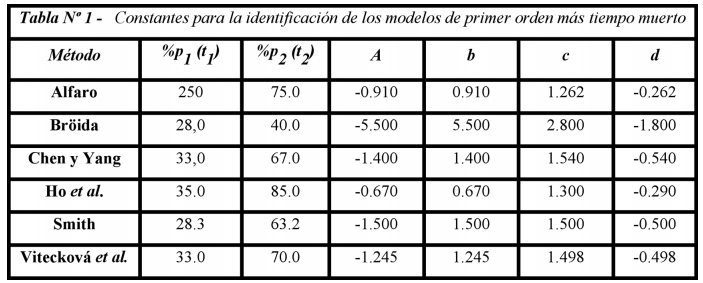 Tabla Nº 1 - Constantes para la identificación de los modelos de primer orden más tiempo muerto
Método %p1 (t1) %p2 (t2) A b c d
Alfaro 250 75.0 -0.910 0.910 1.262 -0.262
Bröida 28,0 40.0 -5.500 5.500 2.800 -1.800
Chen y Yang 33,0 67.0 -1.400 1.400 1.540 -0.540
Ho et al. 35.0 85.0 -0.670 0.670 1.300 -0.290
Smith 28.3 63.2 -1.500 1.500 1.500 -0.500
Vitecková et al. 33.0 70.0 -1.245 1.245 1.498 -0.498